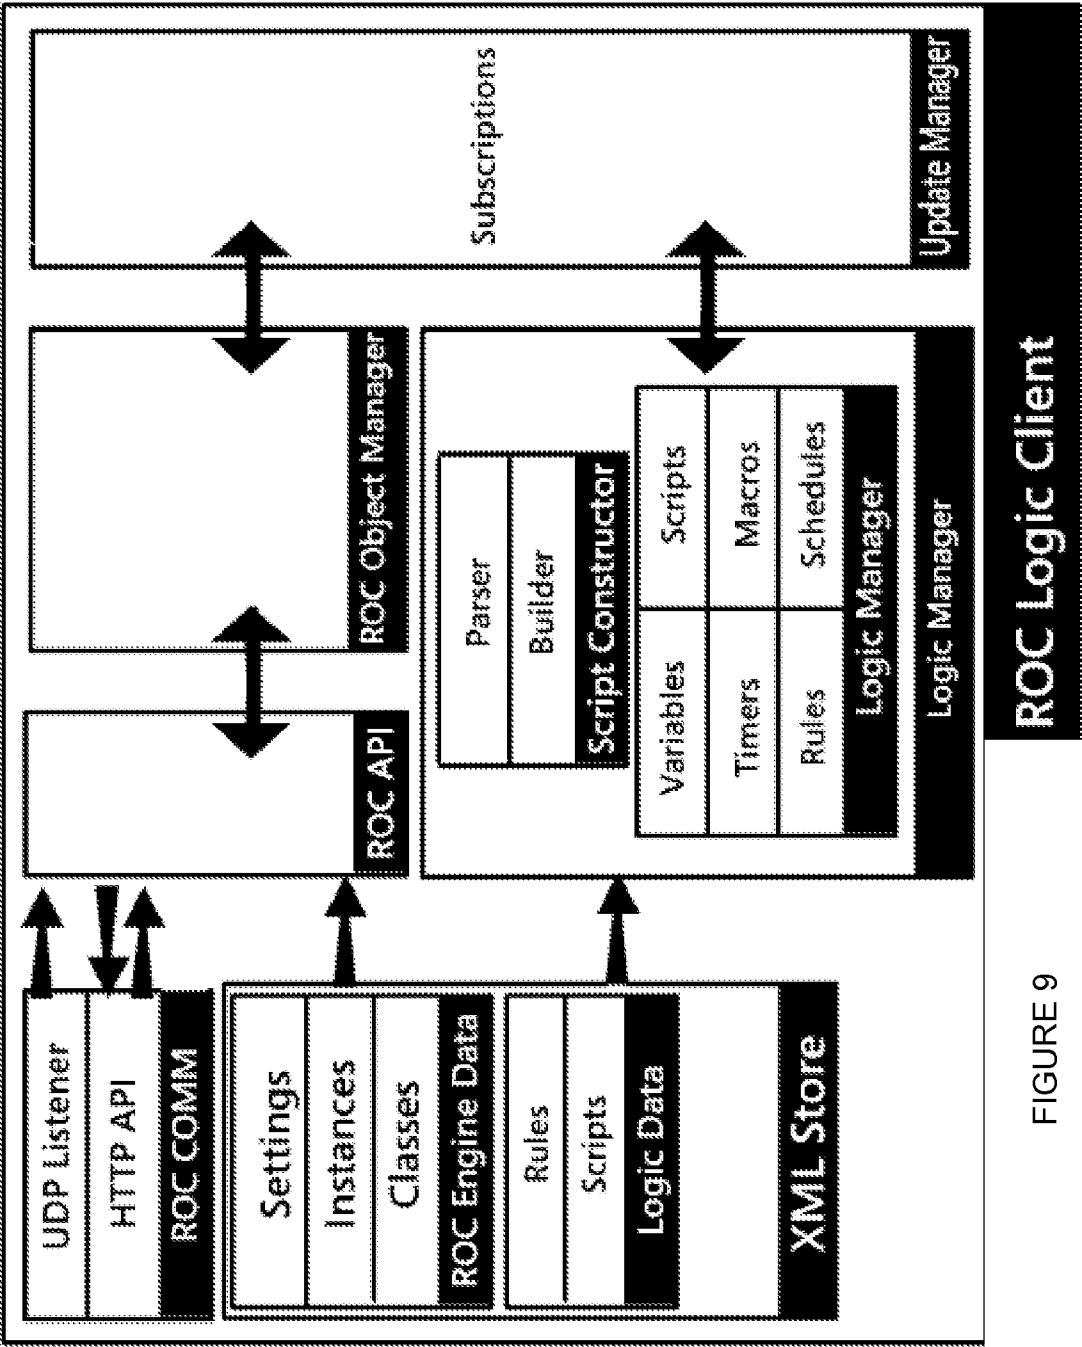 UDP Listener
HTTP API
ROC COMM
Settings
Instances
Classes
ROC Engine Data
Rules
Scripts
Logic Data
XML Store
ROC API
ROC Object Manager
Parser
Builder
Script Constructor
Variables
Scripts
Timers
Macros
Rules
Schedules
Logic Manager
Logic Manager
Subscriptions
Update Manager
ROC Logic Client
FIGURE 9